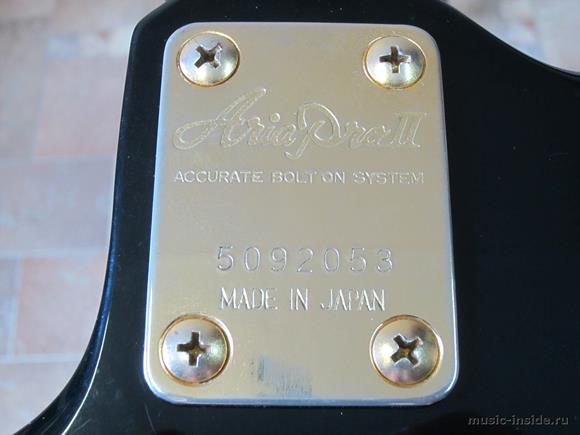 Aria Pro II
ACCURATE BOLT ON SYSTEM
5092053
MADE IN JAPAN
music-inside.ru